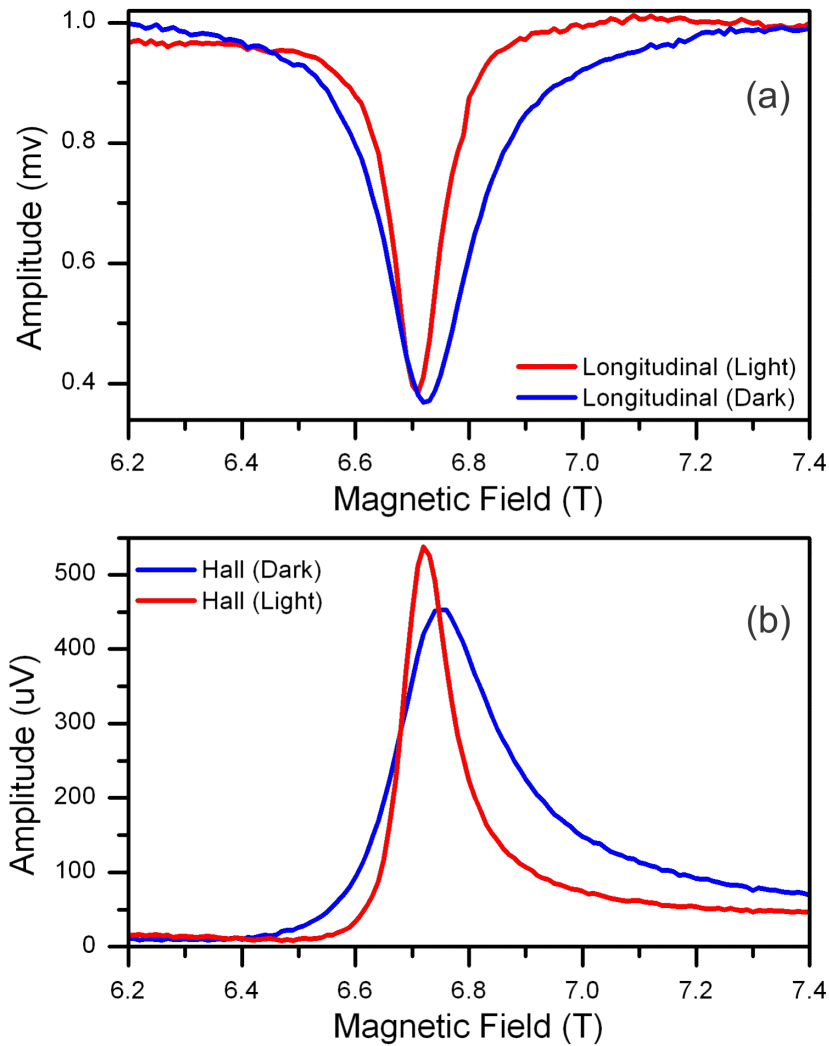 1.0
0.8
0.6
0.4
Amplitude (mv)
(a)
Longitudinal (Light)
Longitudinal (Dark)
6.2 6.4 6.6 6.8 7.0 7.2 7.4
Magnetic Field (T)
500
400
300
200
100
0
Amplitude (uV)
Hall (Dark)
Hall (Light)
(b)
6.2 6.4 6.6 6.8 7.0 7.2 7.4
Magnetic Field (T)